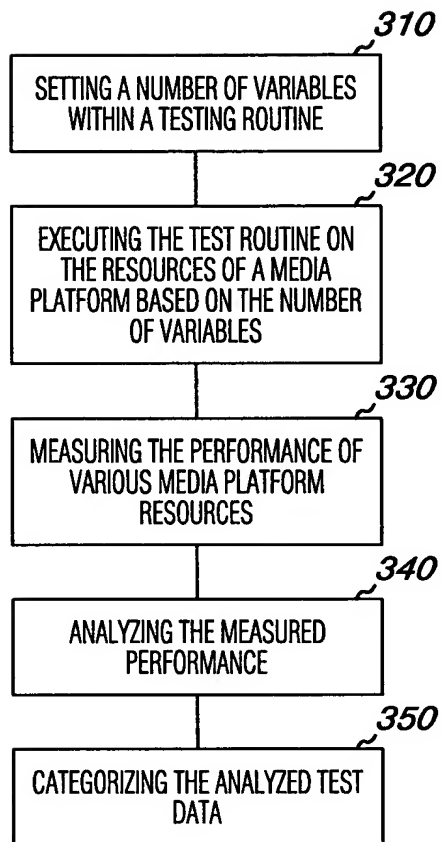 310
SETTING A NUMBER OF VARIABLES
WITHIN A TESTING ROUTINE
320
EXECUTING THE TEST ROUTINE ON
THE RESOURCES OF A MEDIA
PLATFORM BASED ON THE NUMBER
OF VARIABLES
330
MEASURING THE PERFORMANCE OF
VARIOUS MEDIA PLATFORM
RESOURCES
340
ANALYZING THE MEASURED
PERFORMANCE
350
CATEGORIZING THE ANALYZED TEST
DATA